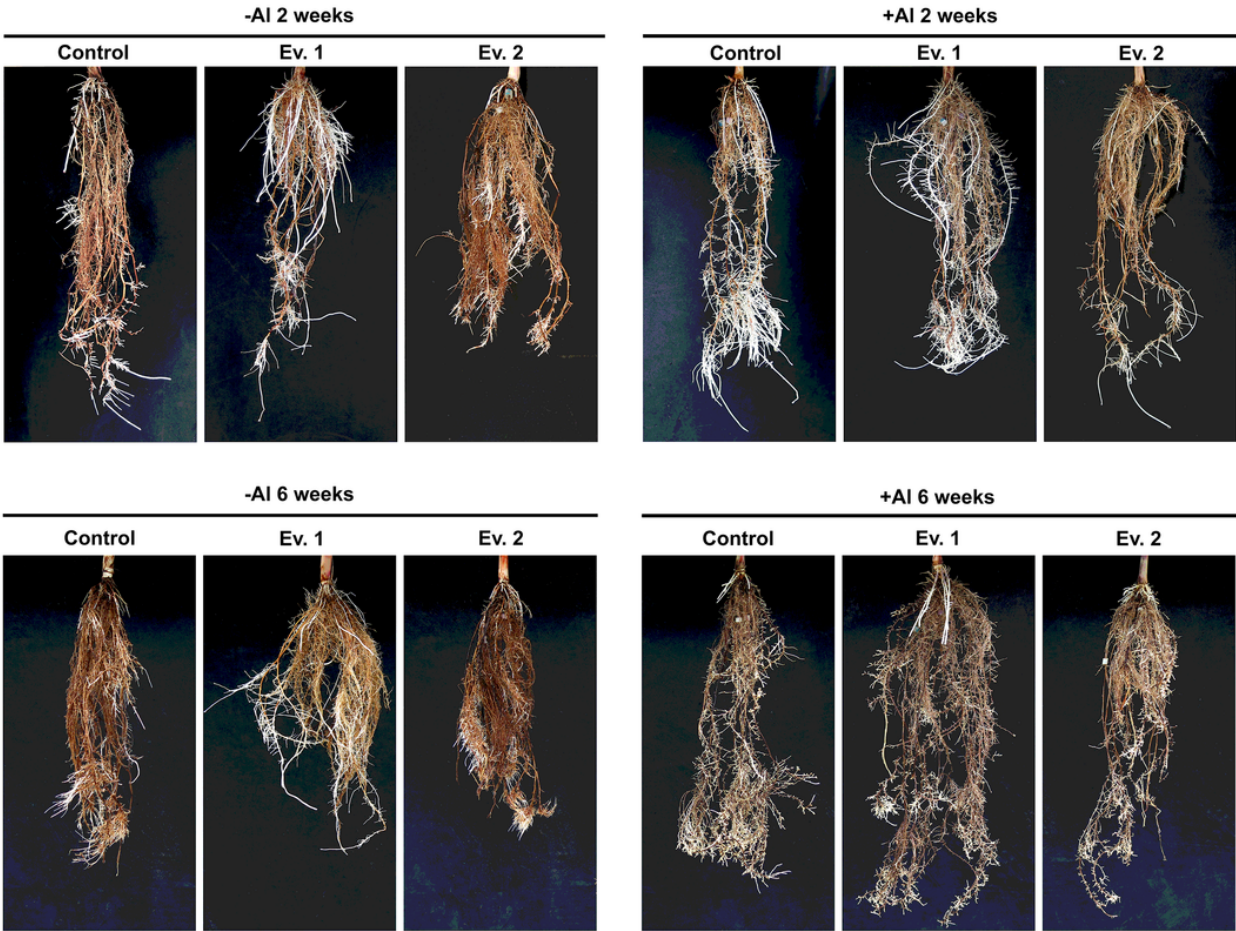 -Al 2 weeks
+Al 2 weeks
Control
Ev. 1
Ev. 2
Control
Ev. 1
Ev. 2
-Al 6 weeks
+Al 6 weeks
Control
Ev. 1
Ev. 2
Control
Ev. 1
Ev. 2